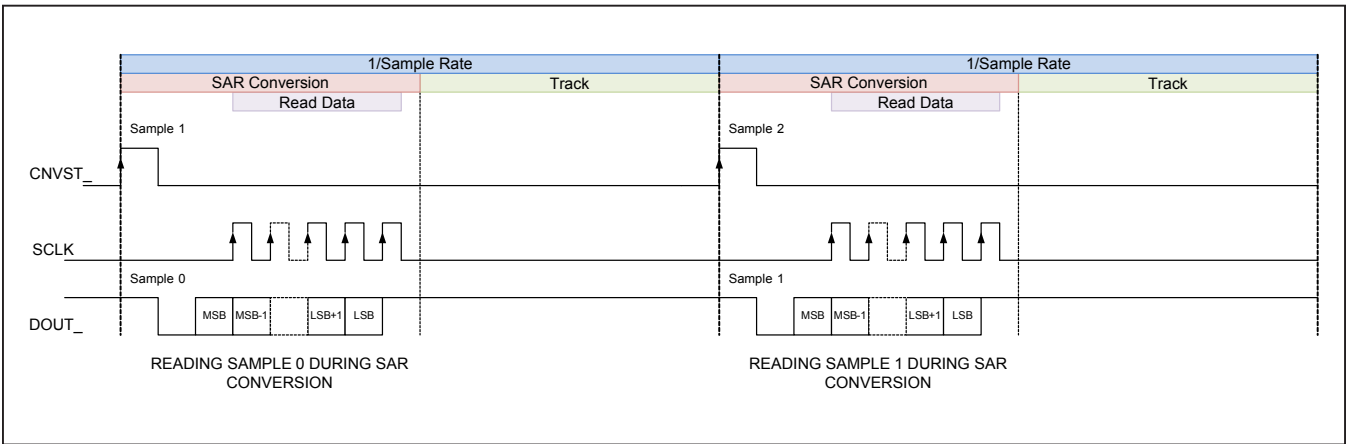 1/Sample Rate 1/Sample Rate
SAR Conversion Track SAR Conversion Track
Read Data Read Data
Sample 1 Sample 2
CNVST_
SCLK
Sample 0 Sample 1
MSB MSB-1 LSB+1 LSB MSB MSB-1 LSB+1 LSB
DOUT_
READING SAMPLE 0 DURING SAR
CONVERSION
READING SAMPLE 1 DURING SAR
CONVERSION